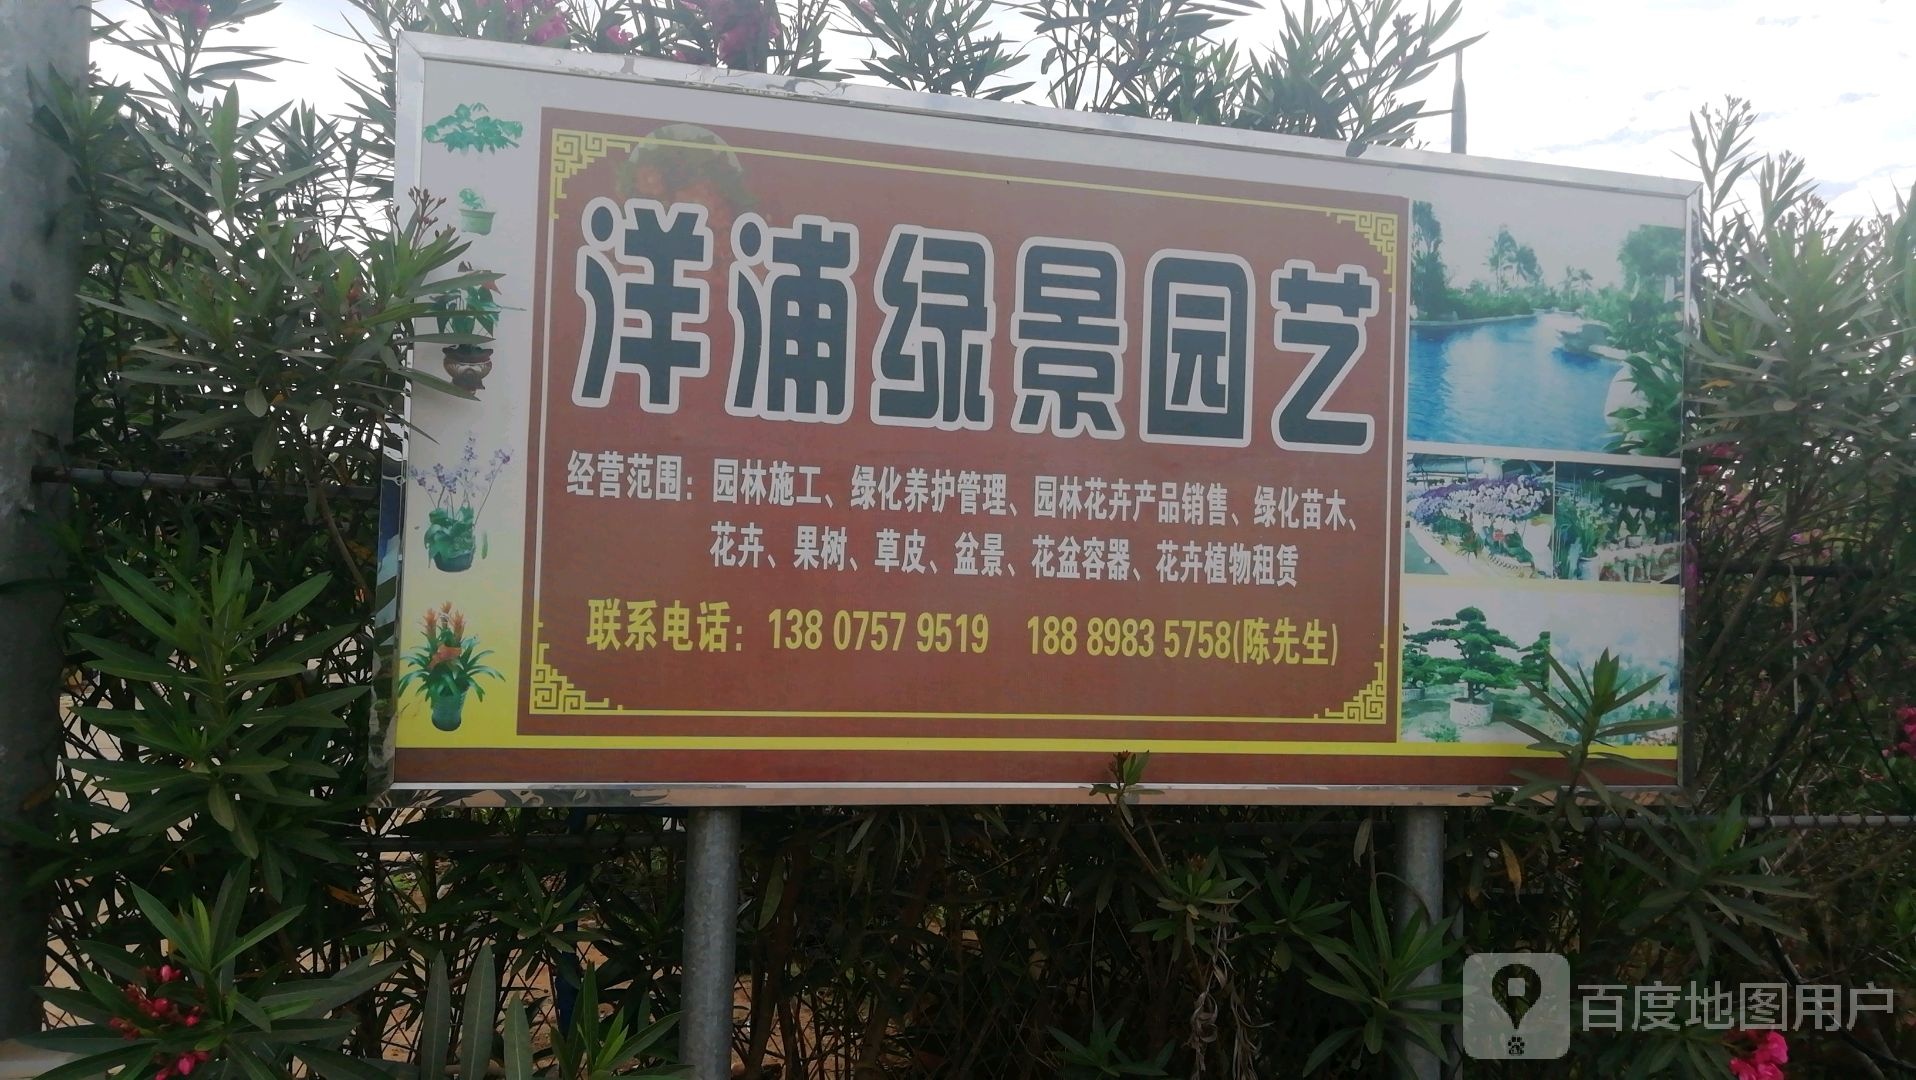 洋浦绿景园艺
经营范围：园林施工、绿化养护管理、园林花卉产品销售、绿化苗木、
花卉、果树、草皮、盆景、花盆容器、花卉植物租赁
联系电话：138 0757 9519 188 8983 5758(陈先生)
百度地图用户